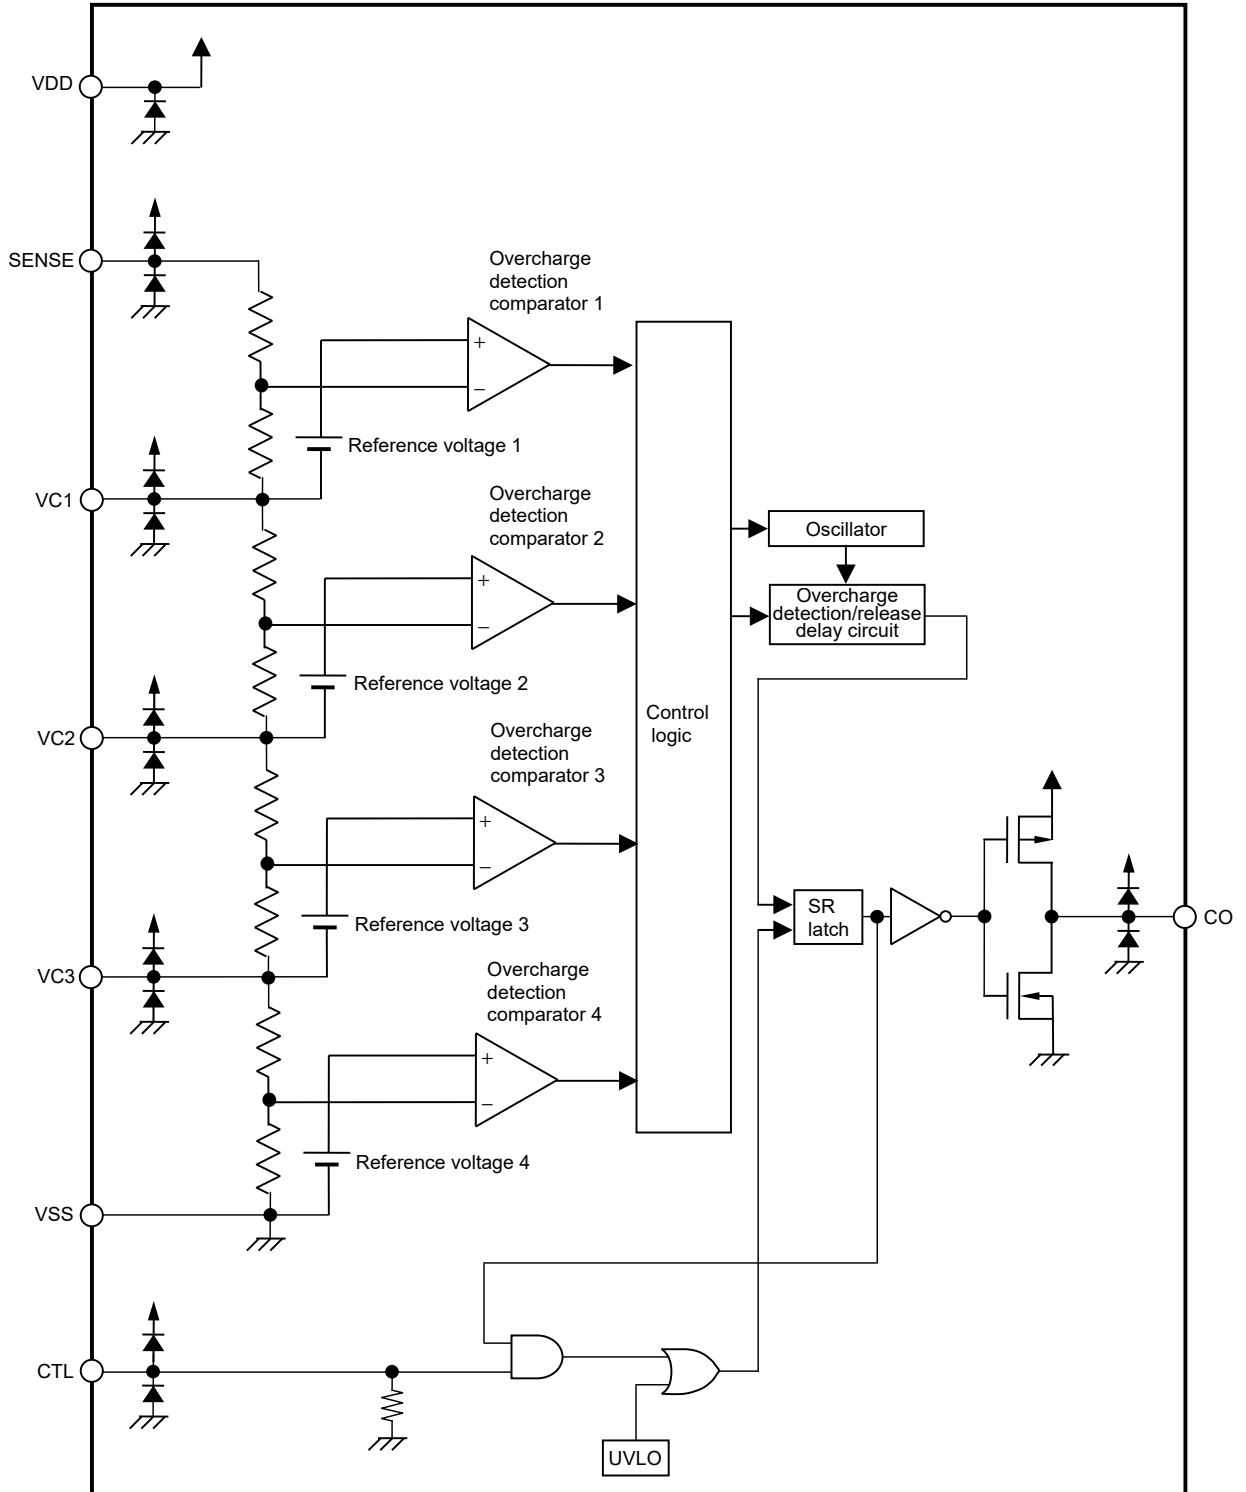 VDD
SENSE
Overcharge
detection
comparator 1
+
−
Reference voltage 1
VC1
Overcharge
detection
comparator 2
+
−
Reference voltage 2
Oscillator
Overcharge
detection/release
delay circuit
Control
logic
VC2
Overcharge
detection
comparator 3
+
−
Reference voltage 3
SR
latch
CO
VC3
Overcharge
detection
comparator 4
+
−
Reference voltage 4
VSS
CTL
UVLO